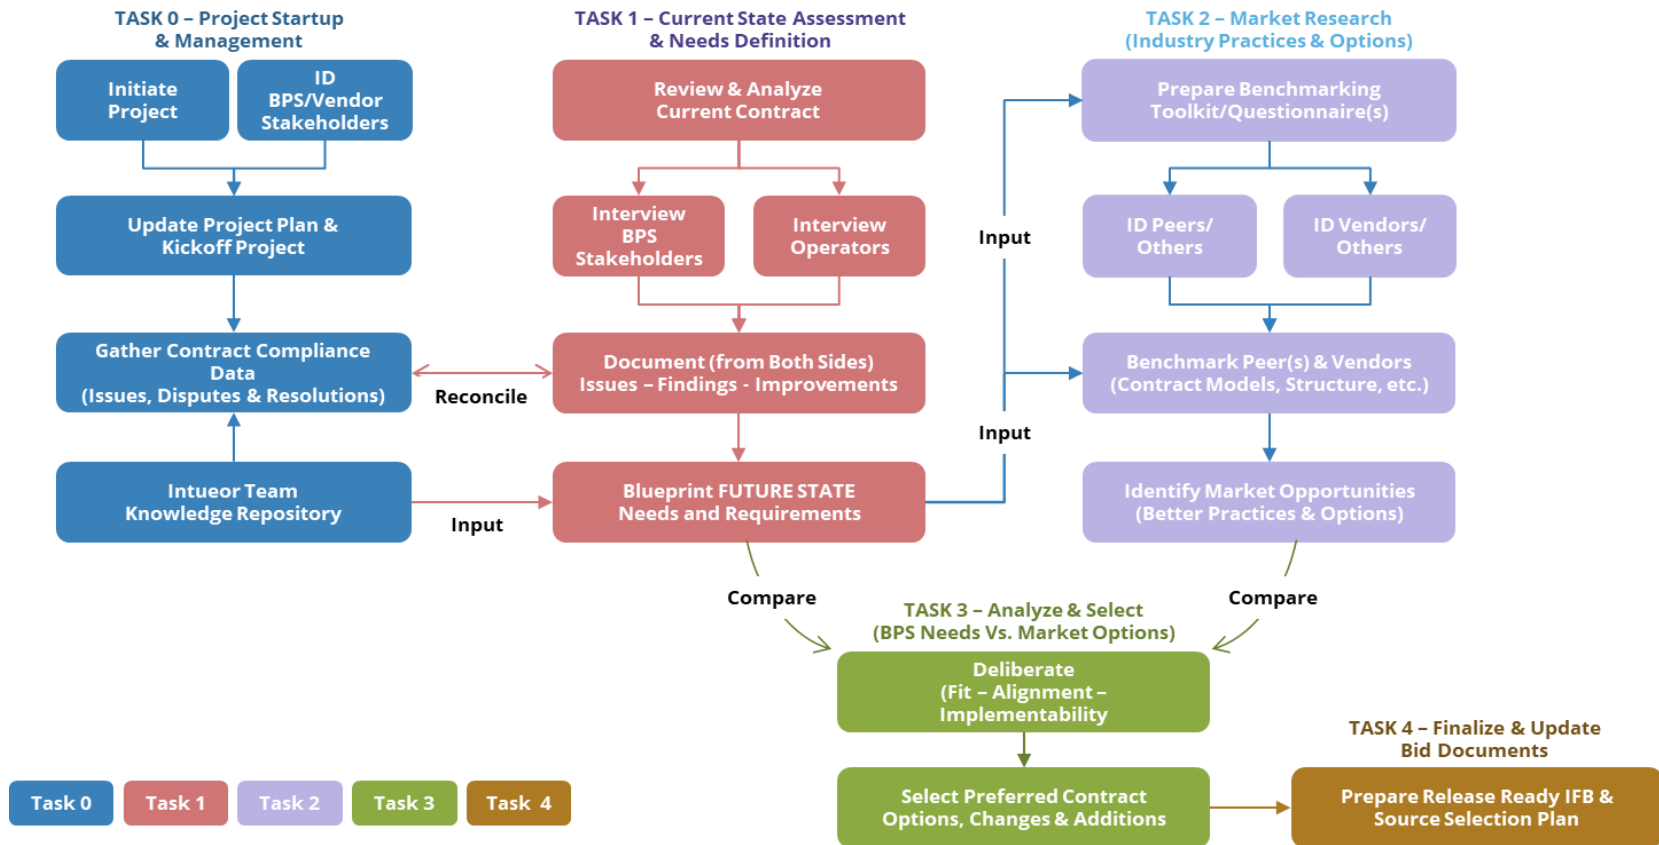 TASK 0 – Project Startup
& Management
Initiate
Project
ID
BPS/Vendor
Stakeholders
Update Project Plan &
Kickoff Project
Gather Contract Compliance
Data
(Issues, Disputes & Resolutions)
Intueor Team
Knowledge Repository
Reconcile
Input
TASK 1 – Current State Assessment
& Needs Definition
Review & Analyze
Current Contract
Interview
BPS
Stakeholders
Interview
Operators
Document (from Both Sides)
Issues – Findings - Improvements
Blueprint FUTURE STATE
Needs and Requirements
Input
Input
TASK 2 – Market Research
(Industry Practices & Options)
Prepare Benchmarking
Toolkit/Questionnaire(s)
ID Peers/
Others
ID Vendors/
Others
Benchmark Peer(s) & Vendors
(Contract Models, Structure, etc.)
Identify Market Opportunities
(Better Practices & Options)
Compare
Compare
TASK 3 – Analyze & Select
(BPS Needs Vs. Market Options)
Deliberate
(Fit – Alignment –
Implementability
Select Preferred Contract
Options, Changes & Additions
TASK 4 – Finalize & Update
Bid Documents
Prepare Release Ready IFB &
Source Selection Plan
Task 0
Task 1
Task 2
Task 3
Task 4